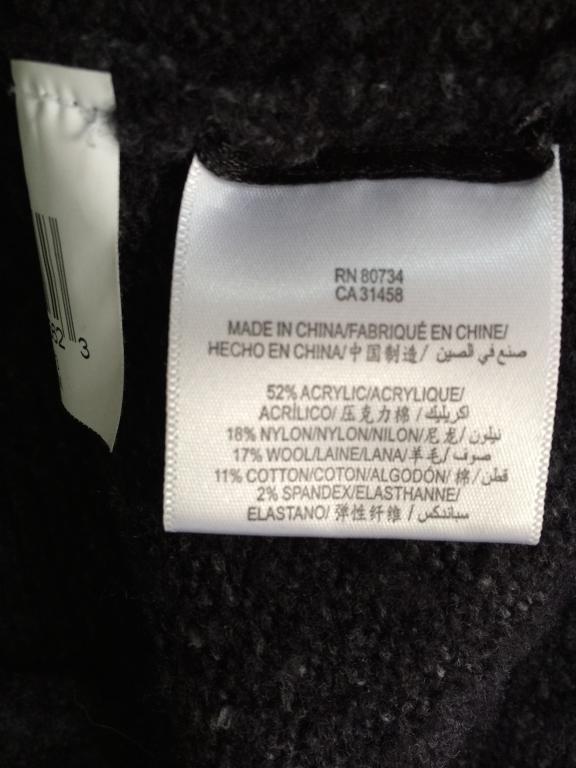 RN 80734
CA 31458
MADE IN CHINA/FABRIQUÉ EN CHINE/
HECHO EN CHINA/中国制造/ صنع في الصين
52% ACRYLIC/ACRYLIQUE/
ACRÍLICO/压克力棉/اكريليك
18% NYLON/NYLON/NILON/尼龙/نيلون
17% WOOL/LAINE/LANA/羊毛/صوف
11% COTTON/COTON/ALGODÓN/棉/قطن
2% SPANDEX/ELASTHANNE/
ELASTANO/弹性纤维/سباندكس
82 3